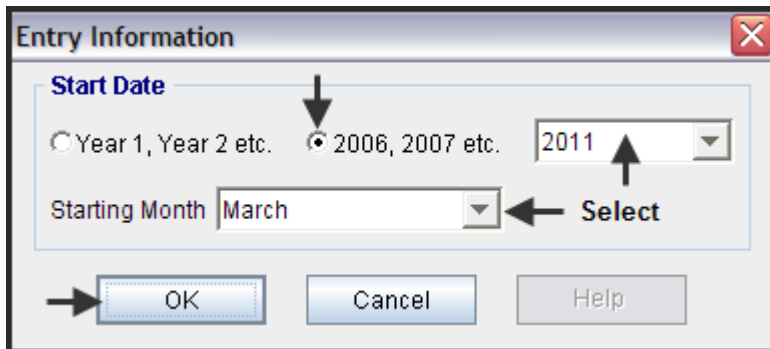 Entry Information
Start Date
Year 1, Year 2 etc. 2006, 2007 etc. 2011
Starting Month March Select
OK Cancel Help